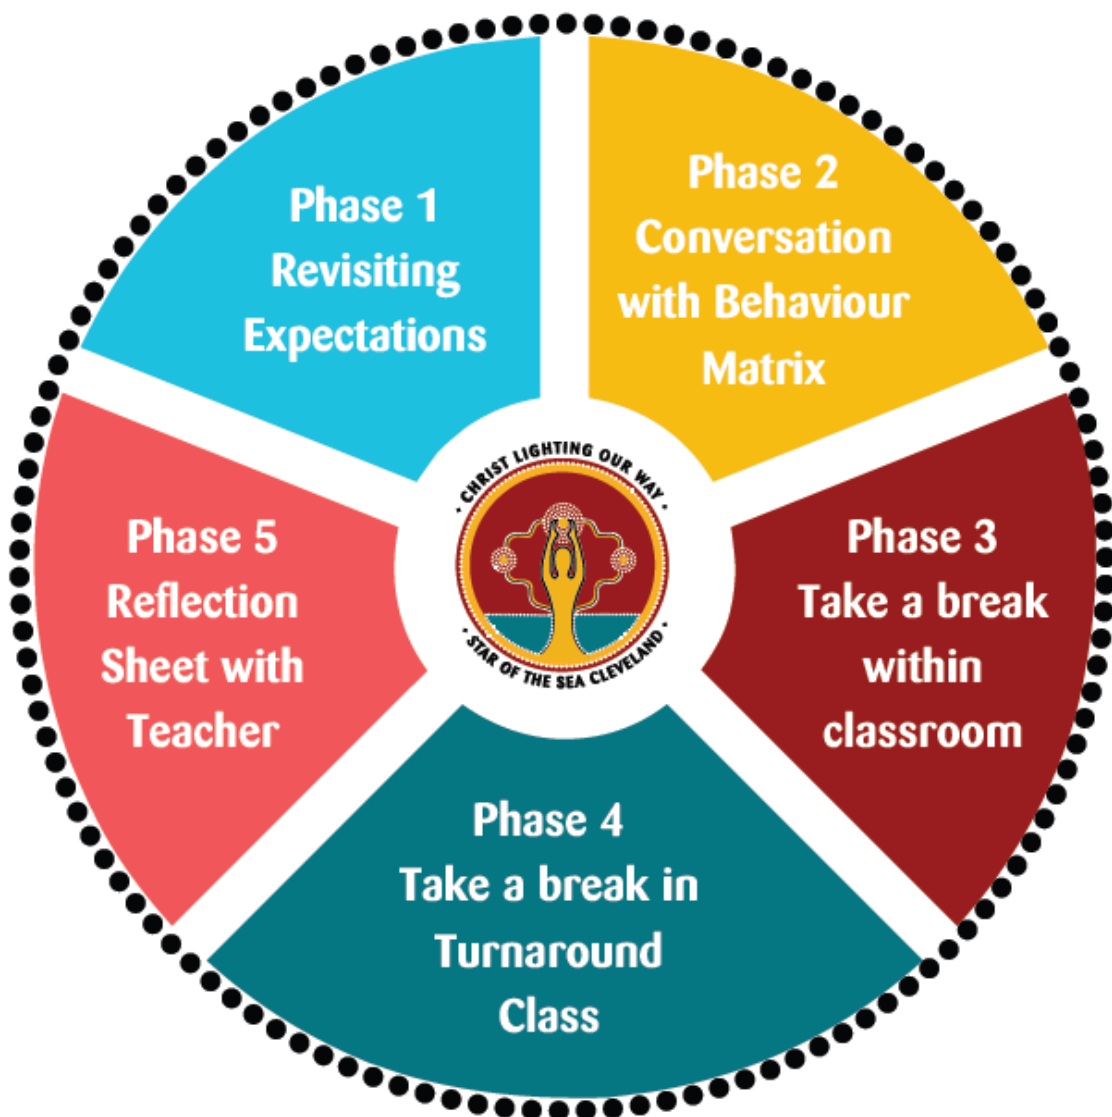 Phase 1
Revisiting
Expectations
Phase 2
Conversation
with Behaviour
Matrix
Phase 3
Take a break
within
classroom
Phase 4
Take a break in
Turnaround
Class
Phase 5
Reflection
Sheet with
Teacher
· CHRIST LIGHTING OUR WAY ·
· STAR OF THE SEA CLEVELAND ·